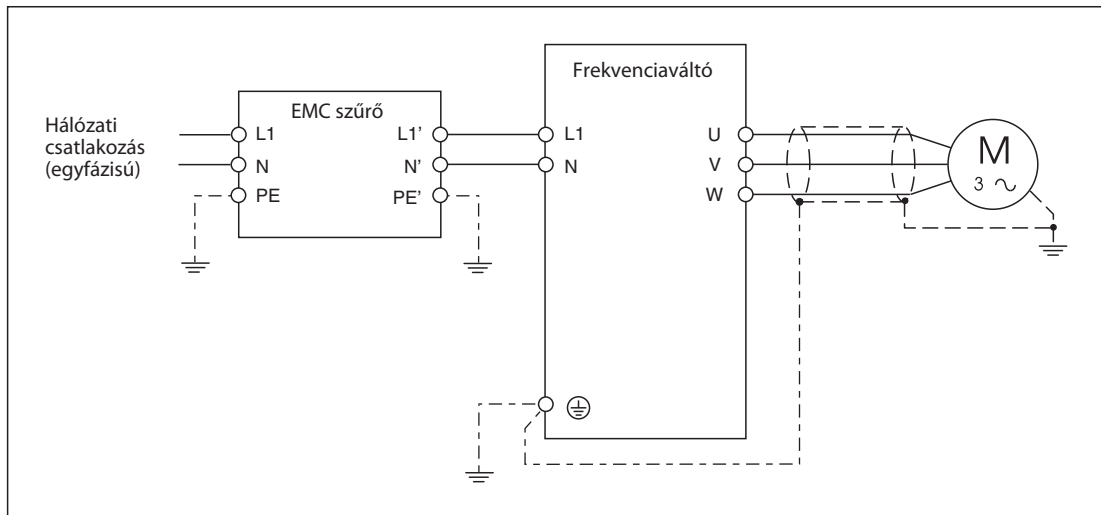 Frekvenciaváltó
EMC szűrő
Hálózati
csatlakozás
(egyfázisú)
L1 L1’ L1 U
N N’ N V
PE PE’ W
M
3 ~